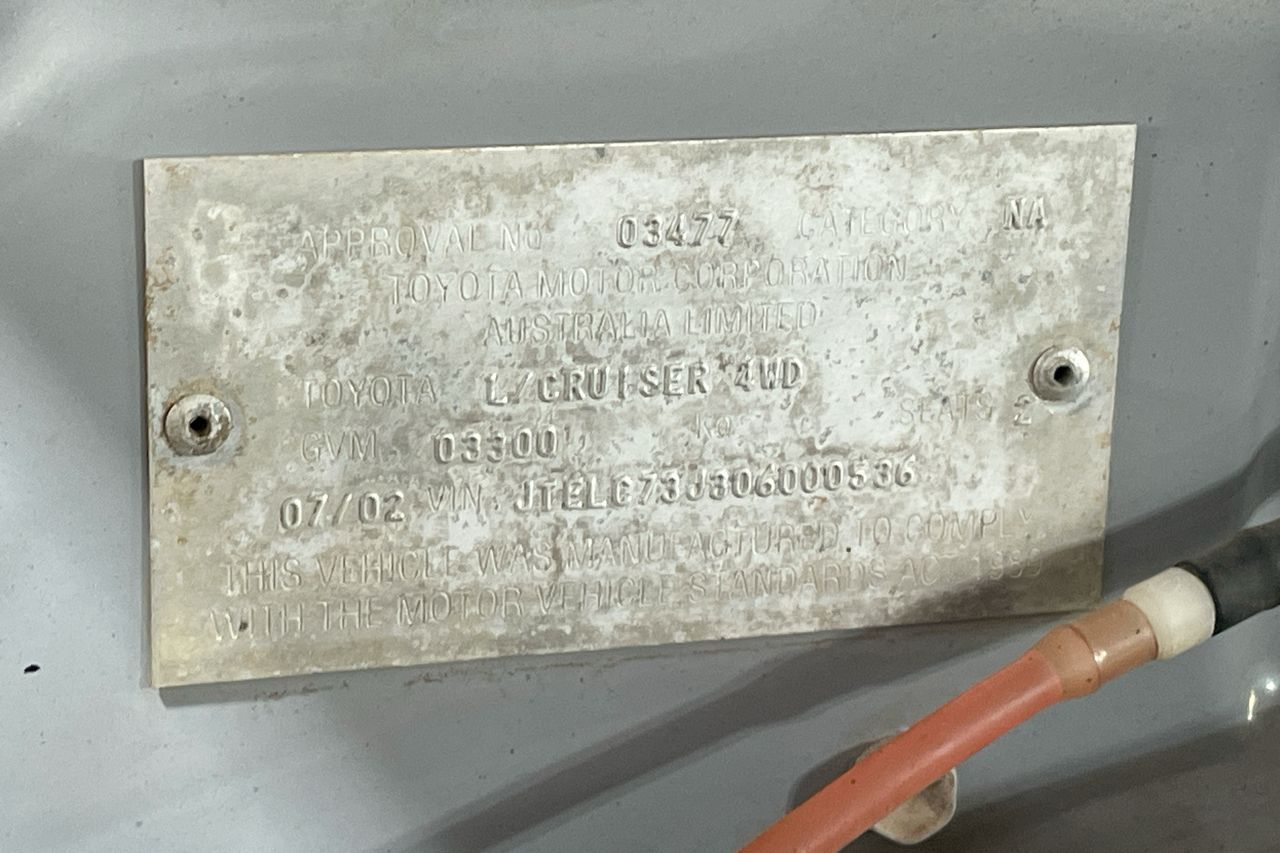 APPROVAL No 03477 CATEGORY NA
TOYOTA MOTOR CORPORATION
AUSTRALIA LIMITED
TOYOTA L/CRUISER 4WD
GVM 03300 kg SEATS 2
07/02 VIN. JTELC73J306000536
THIS VEHICLE WAS MANUFACTURED TO COMPLY
WITH THE MOTOR VEHICLE STANDARDS ACT 1989